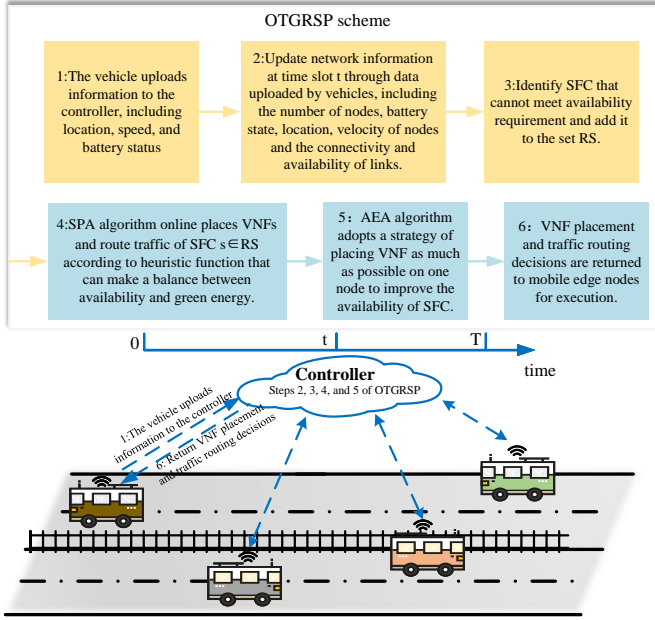 OTGRSP scheme
1:The vehicle uploads
information to the
controller, including
location, speed, and
battery status
2:Update network information
at time slot t through data
uploaded by vehicles, including
the number of nodes, battery
state, location, velocity of nodes
and the connectivity and
availability of links.
3:Identify SFC that
cannot meet availability
requirement and add it
to the set RS.
4:SPA algorithm online places VNFs
and route traffic of SFC s∈RS
according to heuristic function that
can make a balance between
availability and green energy.
5：AEA algorithm
adopts a strategy of
placing VNF as much
as possible on one
node to improve the
availability of SFC.
6：VNF placement
and traffic routing
decisions are returned
to mobile edge nodes
for execution.
0
t
T
time
Controller
Steps 2, 3, 4, and 5 of OTGRSP
1:The vehicle uploads
information to the controller
6: Return VNF placement
and traffic routing decisions